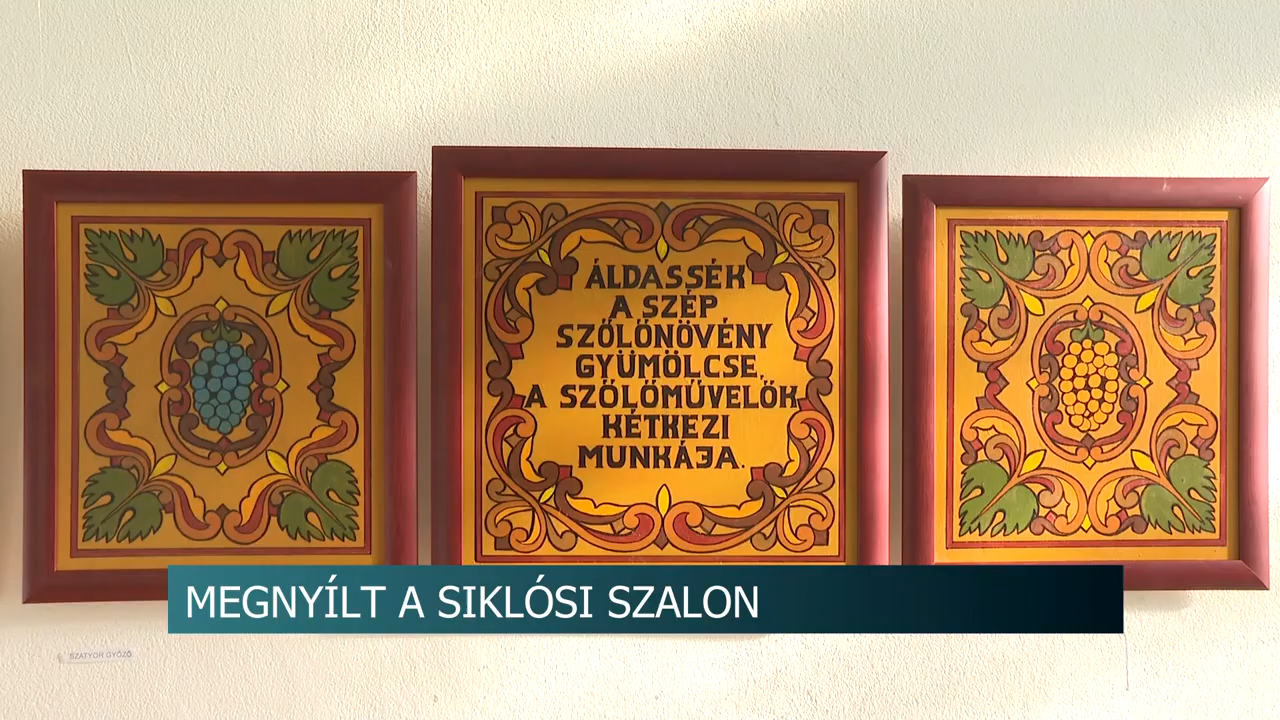 ÁLDASSÉK
A SZÉP
SZŐLŐNÖVÉNY
GYÜMÖLCSE,
A SZŐLŐMŰVELŐK
KÉTKEZI
MUNKÁJA.
MEGNYÍLT A SIKLÓSI SZALON
SZATYOR GYŐZŐ